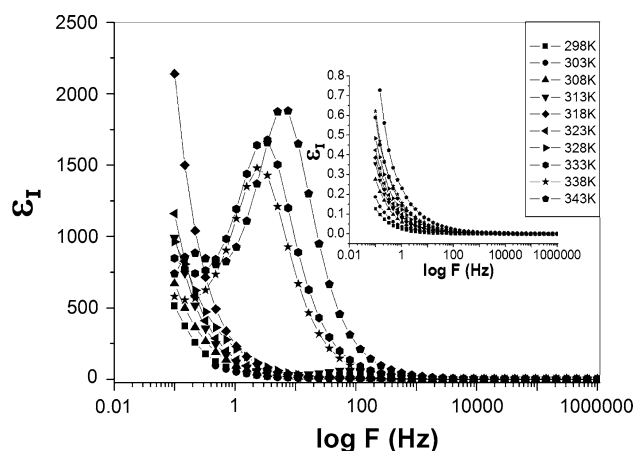 2500
2000
1500
1000
500
0
ε_I
0.01
1
100
10000
1000000
log F (Hz)
0.8
0.7
0.6
0.5
0.4
0.3
0.2
0.1
0.0
ε_I
0.01
1
100
10000
1000000
log F (Hz)
298K
303K
308K
313K
318K
323K
328K
333K
338K
343K